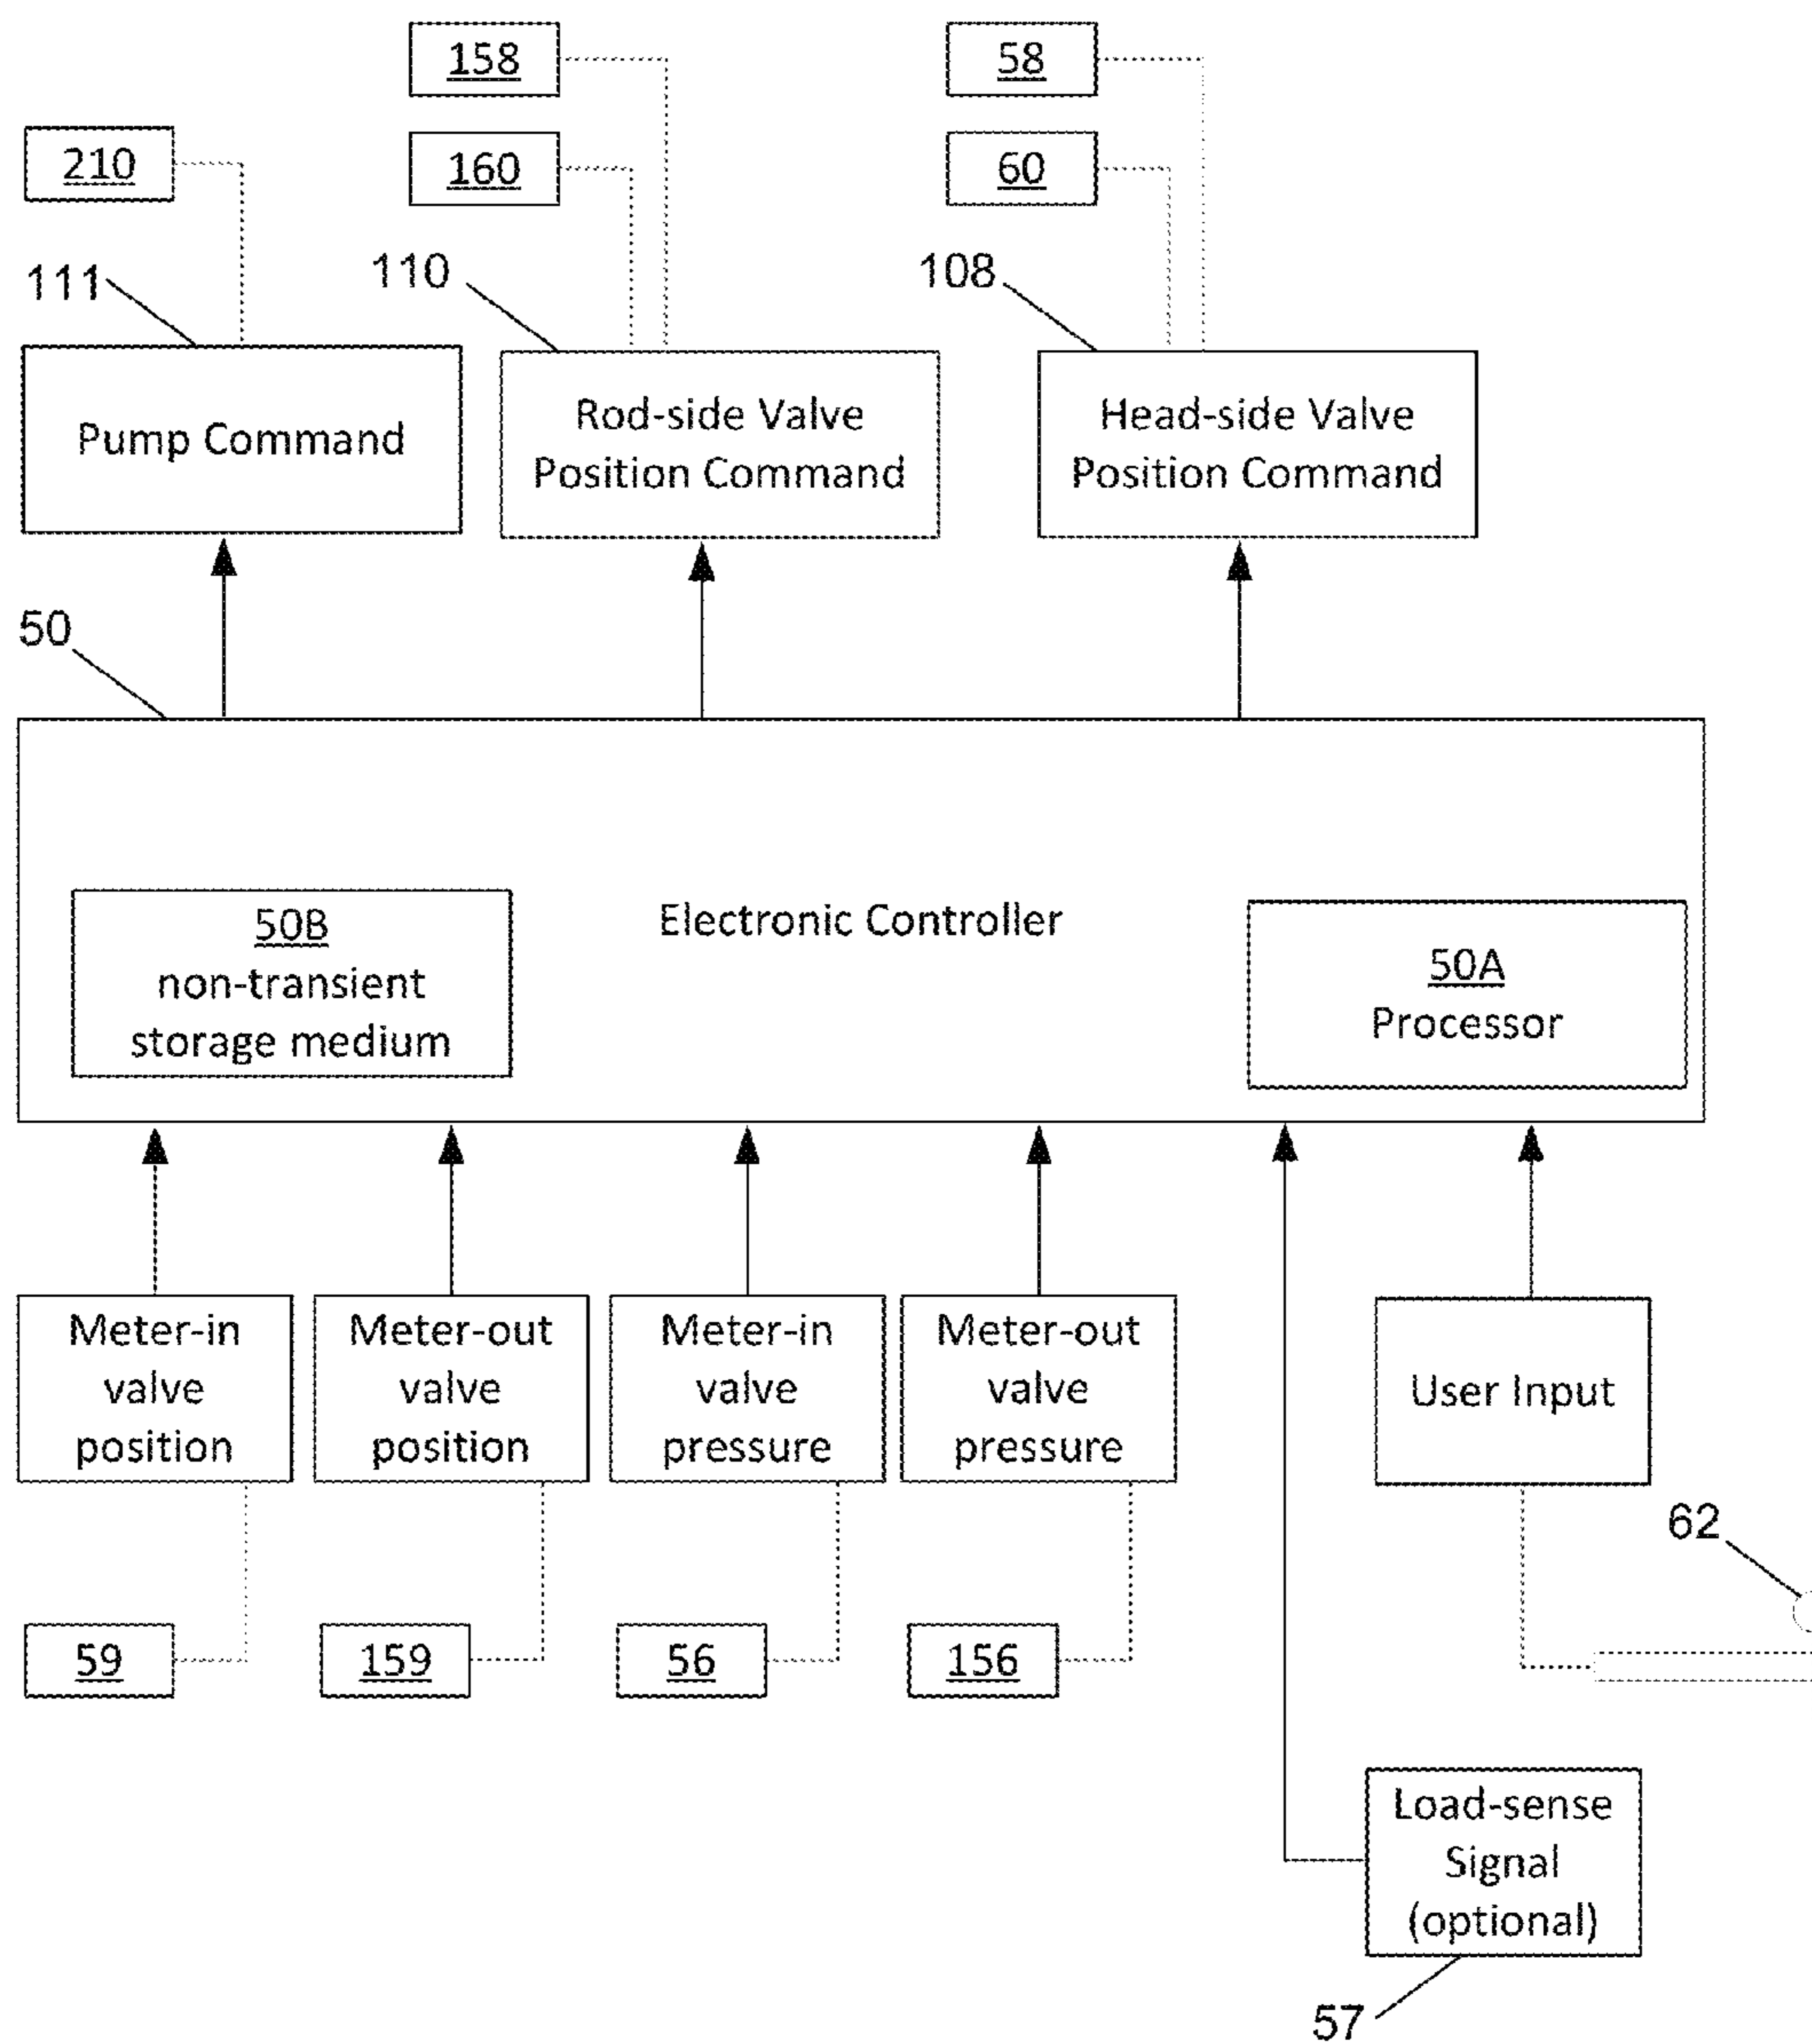 158
58
210
160
60
111
110
108
Pump Command
Rod-side Valve
Position Command
Head-side Valve
Position Command
50
50B
non-transient
storage medium
Electronic Controller
50A
Processor
Meter-in
valve
position
Meter-out
valve
position
Meter-in
valve
pressure
Meter-out
valve
pressure
User Input
62
59
159
56
156
Load-sense
Signal
(optional)
57